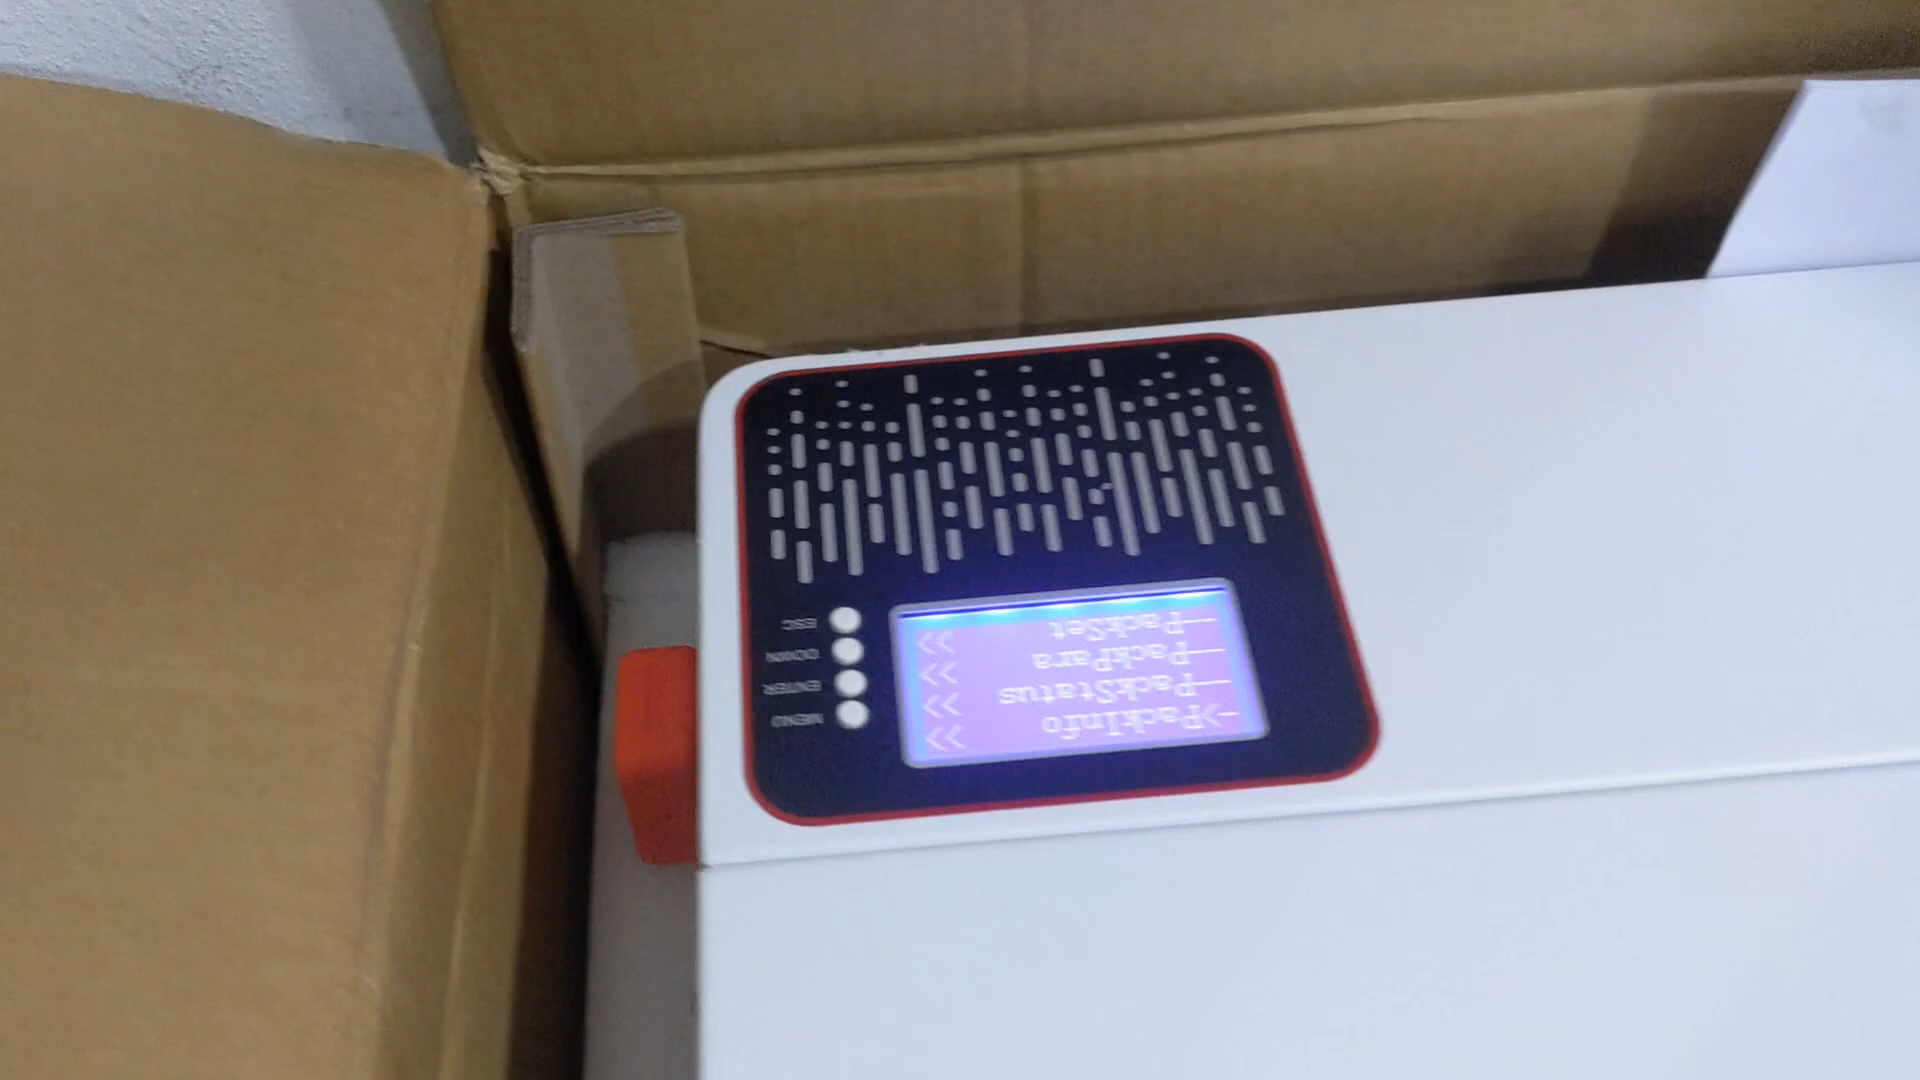 ->PackInfo >>
--PackStatus >>
--PackPara >>
--PackSet >>
MENU
ENTER
DOWN
ESC